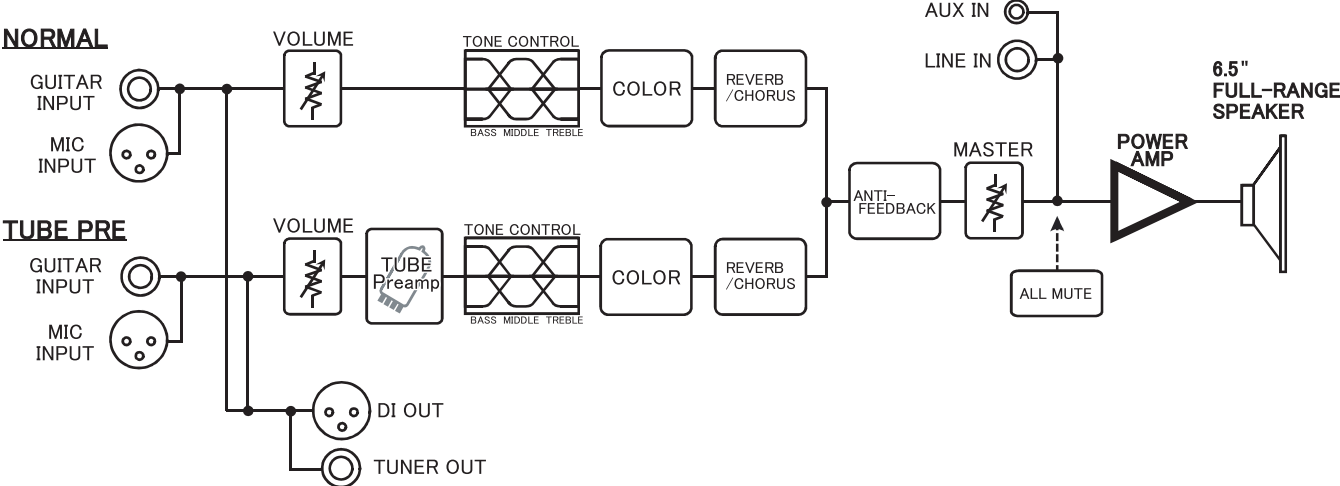 NORMAL
GUITAR
INPUT
MIC
INPUT
VOLUME
TONE CONTROL
BASS MIDDLE TREBLE
COLOR
REVERB
/CHORUS
TUBE PRE
GUITAR
INPUT
MIC
INPUT
VOLUME
TUBE
Preamp
TONE CONTROL
BASS MIDDLE TREBLE
COLOR
REVERB
/CHORUS
DI OUT
TUNER OUT
ANTI-
FEEDBACK
MASTER
AUX IN
LINE IN
ALL MUTE
POWER
AMP
6.5"
FULL-RANGE
SPEAKER